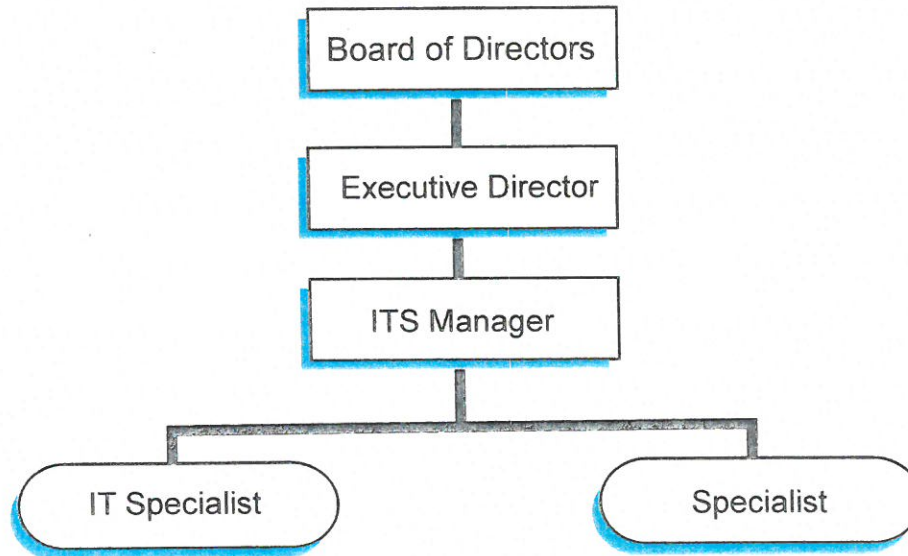 Board of Directors
Executive Director
ITS Manager
IT Specialist
Specialist